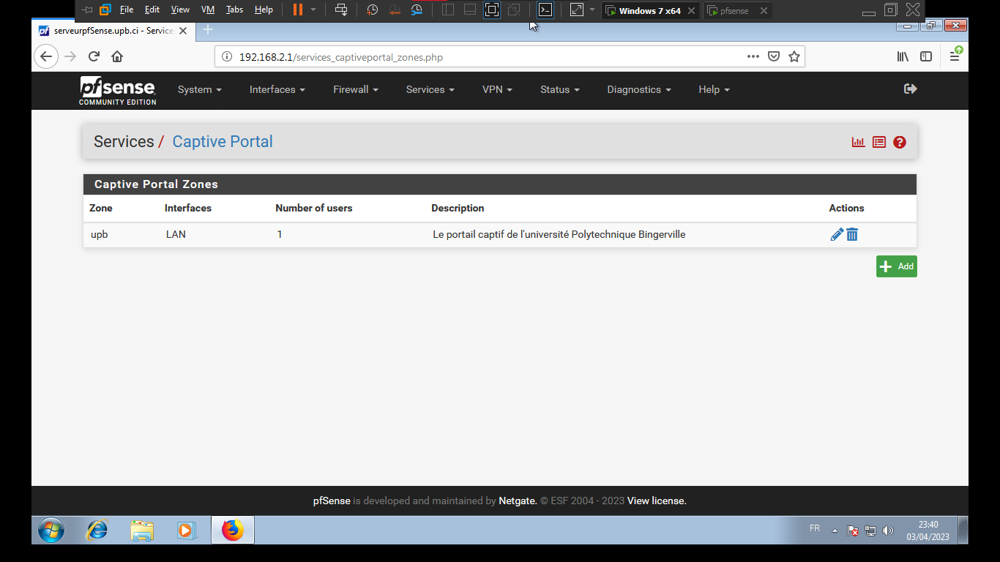 File Edit View VM Tabs Help Windows 7 x64 pfsense
serveurpfSense.upb.ci - Service
192.168.2.1/services_captiveportal_zones.php
pfsense
COMMUNITY EDITION
System Interfaces Firewall Services VPN Status Diagnostics Help
Services / Captive Portal
Captive Portal Zones
Zone Interfaces Number of users Description Actions
upb LAN 1 Le portail captif de l'université Polytechnique Bingerville
Add
pfSense is developed and maintained by Netgate. © ESF 2004 - 2023 View license.
FR 23:40
03/04/2023